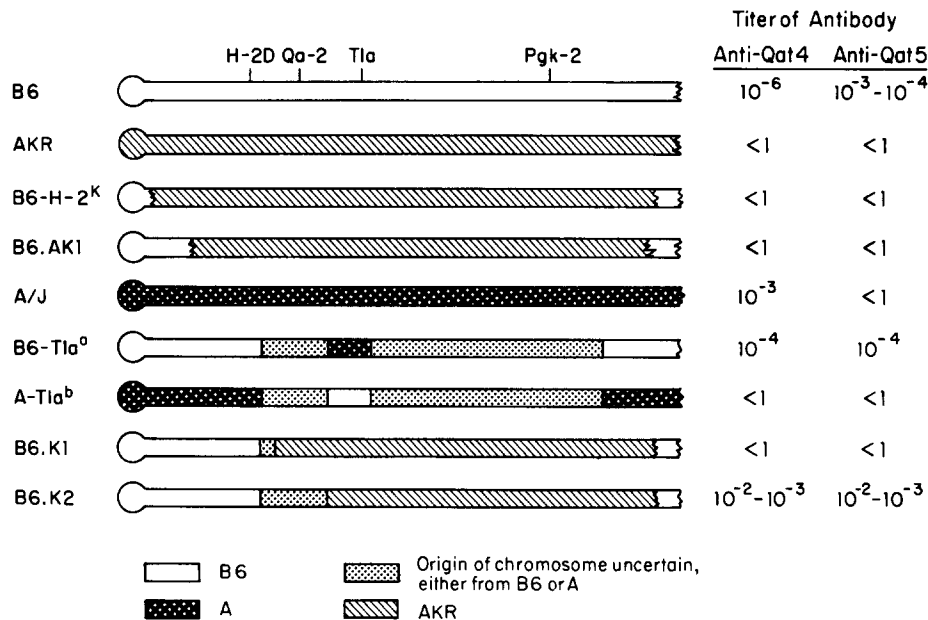 Titer of Antibody
H-2D Qa-2 Tla Pgk-2 Anti-Qat4 Anti-Qat5
B6 10⁻⁶ 10⁻³-10⁻⁴
AKR <1 <1
B6-H-2ᴷ <1 <1
B6.AK1 <1 <1
A/J 10⁻³ <1
B6-Tlaᵃ 10⁻⁴ 10⁻⁴
A-Tlaᵇ <1 <1
B6.K1 <1 <1
B6.K2 10⁻²-10⁻³ 10⁻²-10⁻³
B6 Origin of chromosome uncertain,
either from B6 or A
A AKR